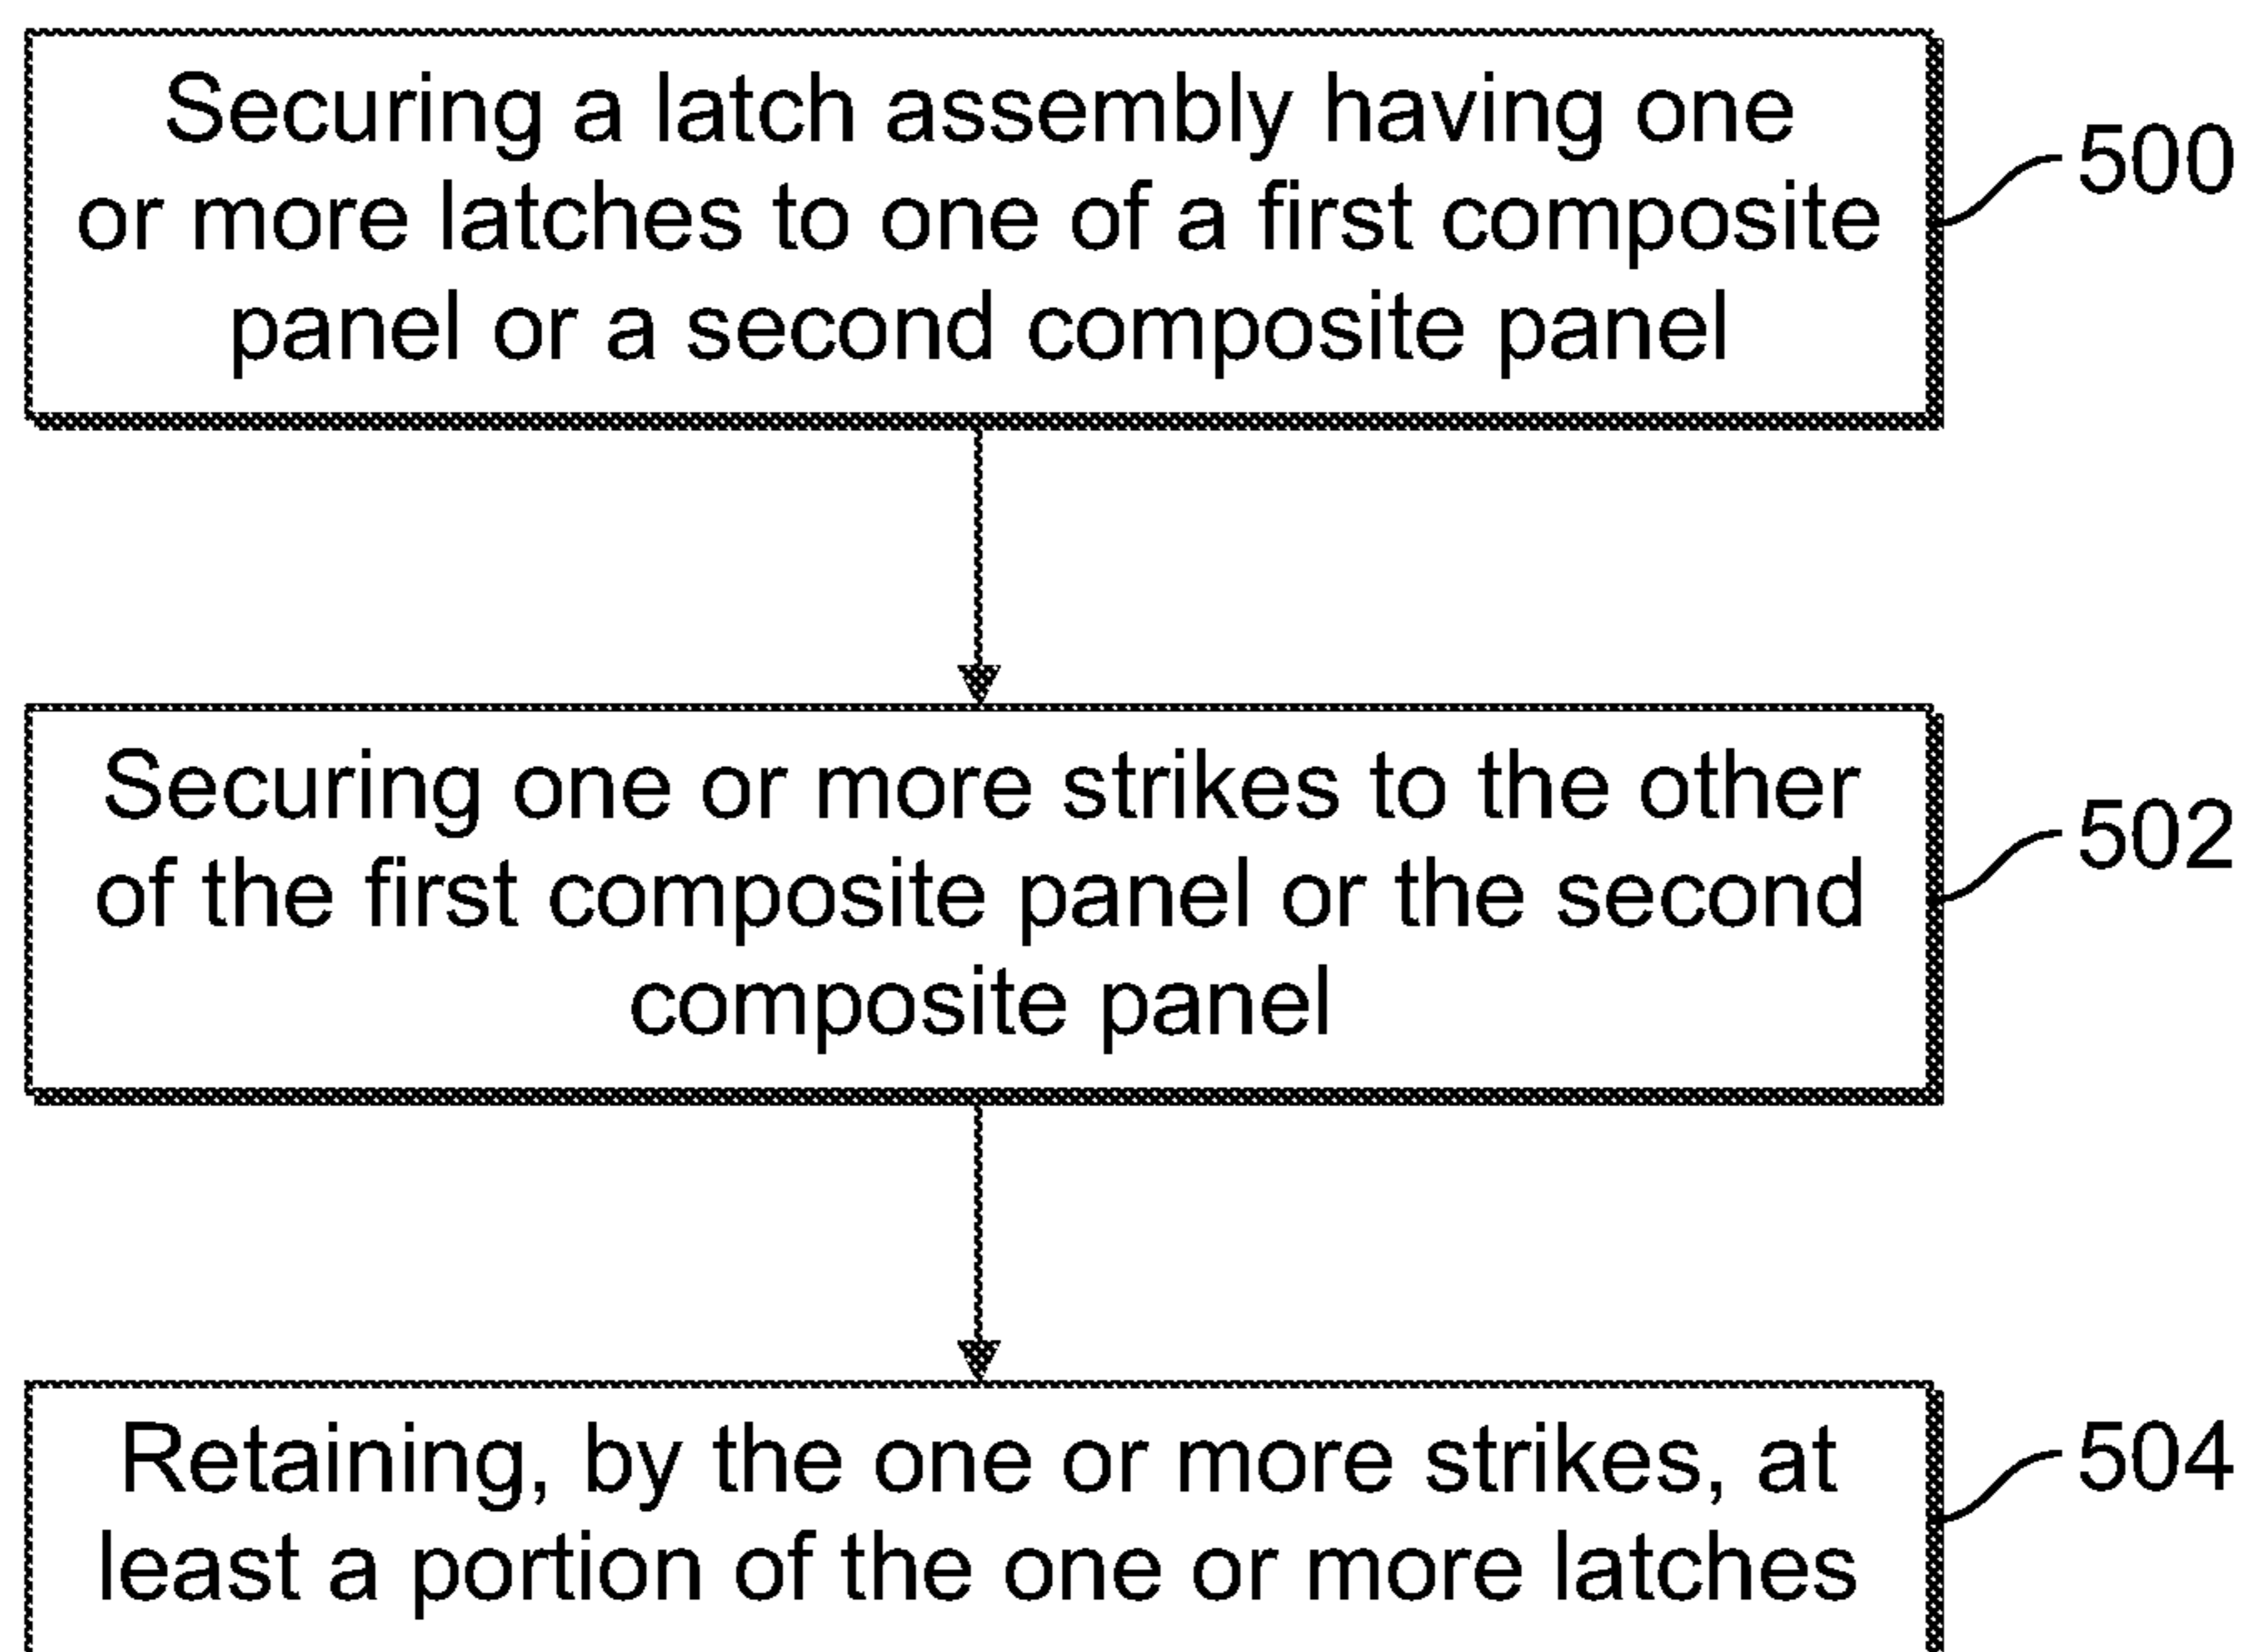 Securing a latch assembly having one
or more latches to one of a first composite
panel or a second composite panel
500
Securing one or more strikes to the other
of the first composite panel or the second
composite panel
502
Retaining, by the one or more strikes, at
least a portion of the one or more latches
504